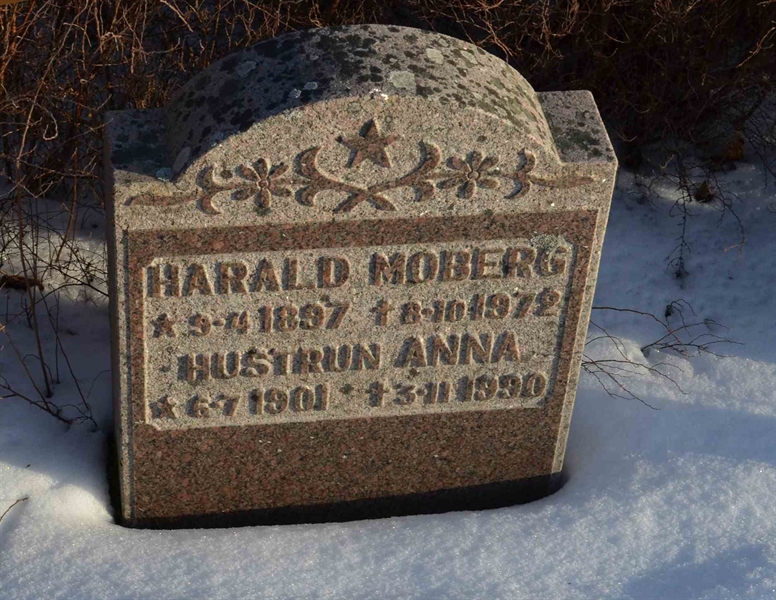 HARALD MOBERG
* 9-4 1897 † 8-10 1972
HUSTRUN ANNA
* 6-7 1901 † 3-11 1990